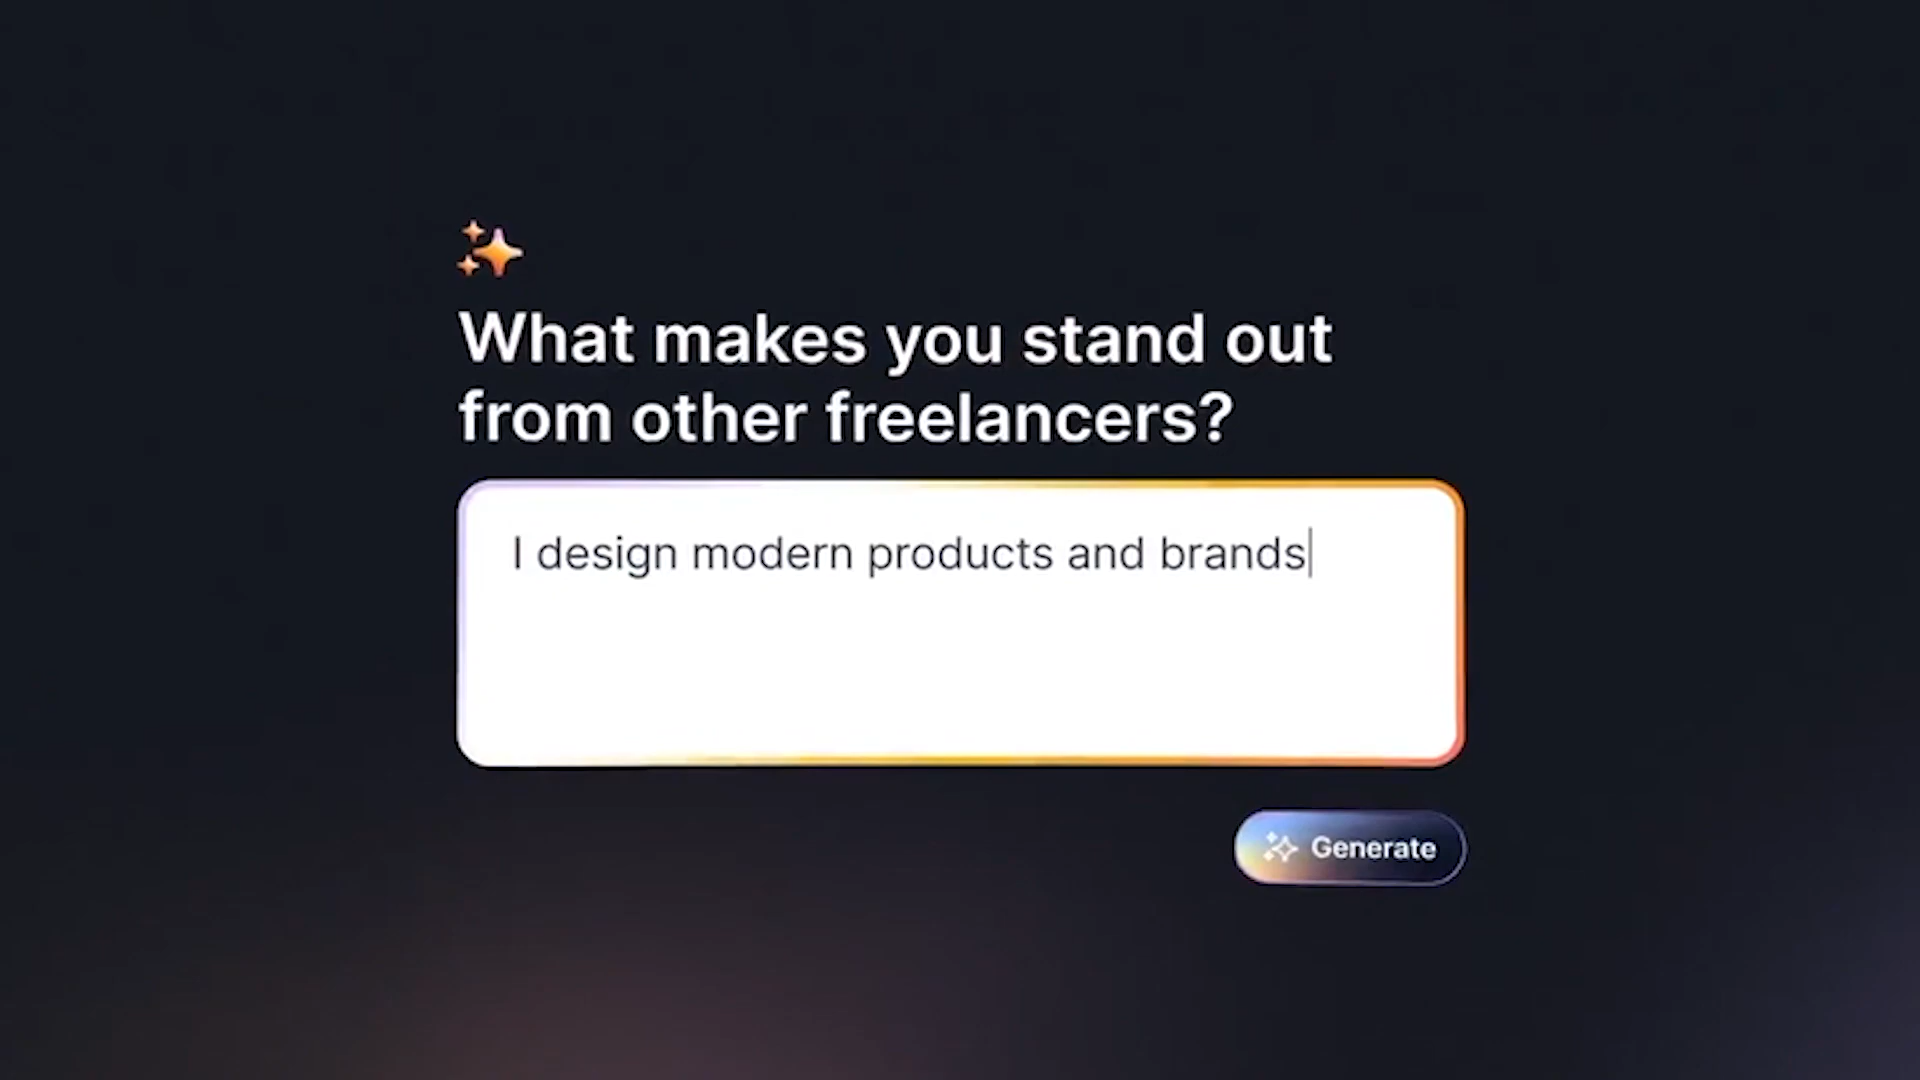 What makes you stand out
from other freelancers?
I design modern products and brands
Generate